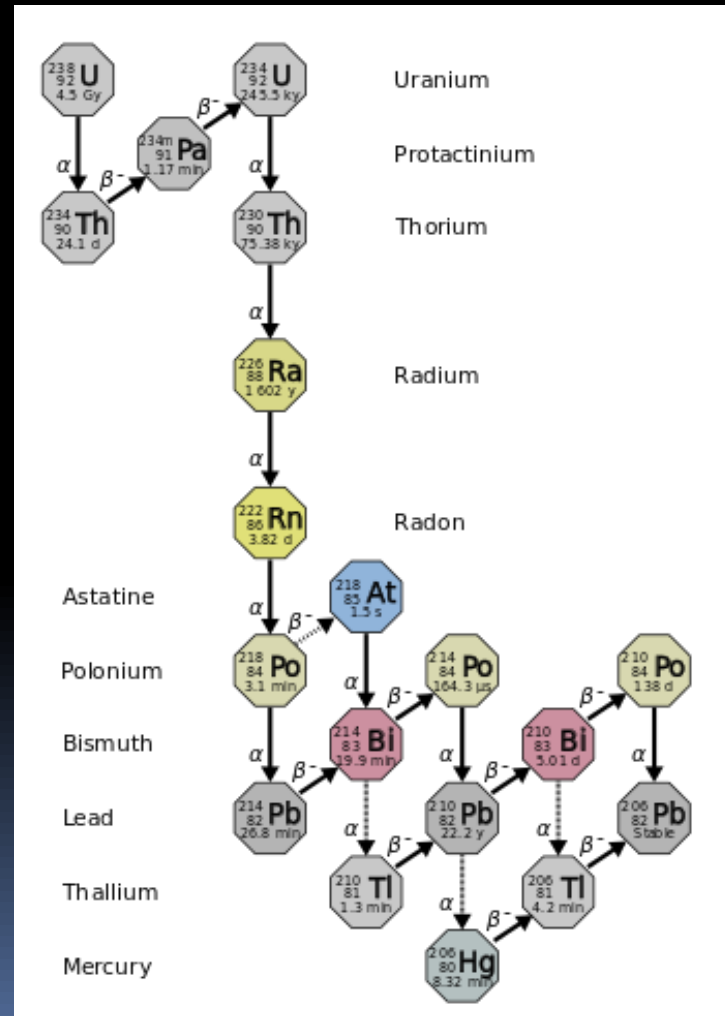 238
92 U
4.5 Gy
234
92 U
245.5 ky
Uranium
β⁻
234m
91 Pa
1.17 min
Protactinium
α
β⁻
α
234
90 Th
24.1 d
230
90 Th
75.38 ky
Thorium
α
226
88 Ra
1 602 y
Radium
α
222
86 Rn
3.82 d
Radon
Astatine
α
β⁻
218
85 At
1.5 s
Polonium
218
84 Po
3.1 min
α
β⁻
214
84 Po
164.3 µs
β⁻
210
84 Po
138 d
Bismuth
α
β⁻
214
83 Bi
19.9 min
α
β⁻
210
83 Bi
5.01 d
α
Lead
214
82 Pb
26.8 min
α
β⁻
210
82 Pb
22.2 y
α
β⁻
206
82 Pb
Stable
Thallium
210
81 Tl
1.3 min
α
β⁻
206
81 Tl
4.2 min
Mercury
206
80 Hg
8.32 min